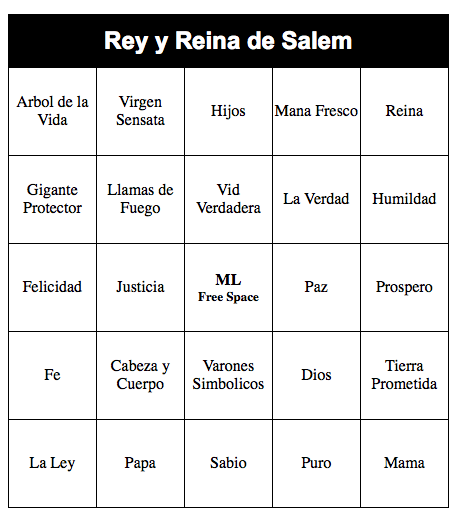 Rey y Reina de Salem
Arbol de la Vida
Virgen Sensata
Hijos
Mana Fresco
Reina
Gigante Protector
Llamas de Fuego
Vid Verdadera
La Verdad
Humildad
Felicidad
Justicia
ML
Free Space
Paz
Prospero
Fe
Cabeza y Cuerpo
Varones Simbolicos
Dios
Tierra Prometida
La Ley
Papa
Sabio
Puro
Mama